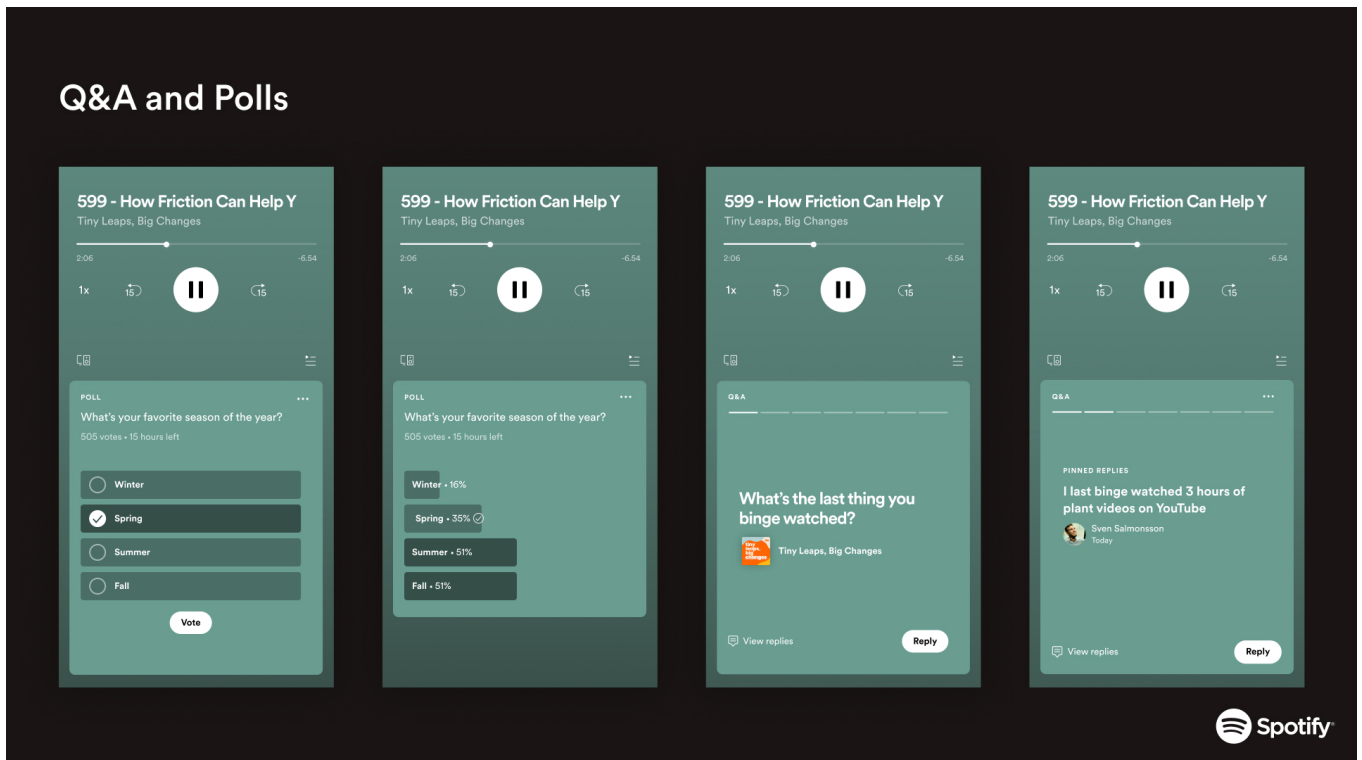 Q&A and Polls
599 - How Friction Can Help Y
Tiny Leaps, Big Changes
2:06
-6.54
1x
15
15
POLL
What's your favorite season of the year?
505 votes • 15 hours left
Winter
Spring
Summer
Fall
Vote
599 - How Friction Can Help Y
Tiny Leaps, Big Changes
2:06
-6.54
1x
15
15
POLL
What's your favorite season of the year?
505 votes • 15 hours left
Winter • 16%
Spring • 35%
Summer • 51%
Fall • 51%
599 - How Friction Can Help Y
Tiny Leaps, Big Changes
2:06
-6.54
1x
15
15
Q&A
What's the last thing you
binge watched?
tiny
leaps,
big
changes
Tiny Leaps, Big Changes
View replies
Reply
599 - How Friction Can Help Y
Tiny Leaps, Big Changes
2:06
-6.54
1x
15
15
Q&A
PINNED REPLIES
I last binge watched 3 hours of
plant videos on YouTube
Sven Salmonsson
Today
View replies
Reply
Spotify